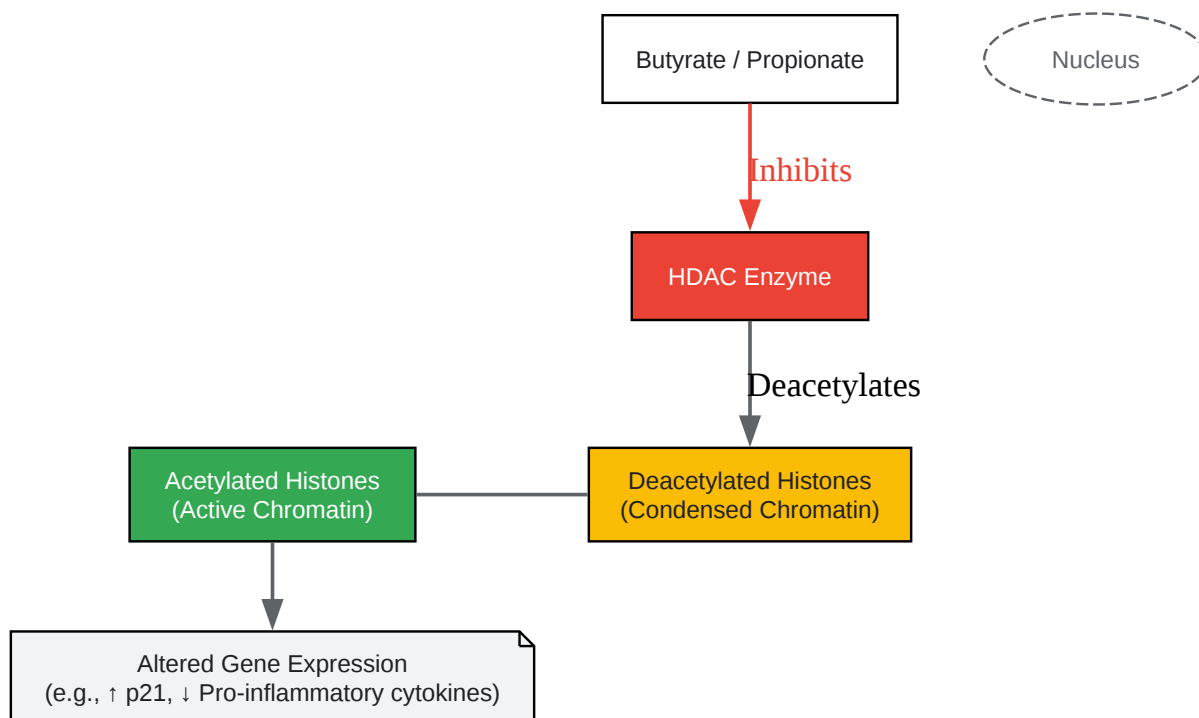 Butyrate / Propionate
Nucleus
Inhibits
HDAC Enzyme
Deacetylates
Acetylated Histones
(Active Chromatin)
Deacetylated Histones
(Condensed Chromatin)
Altered Gene Expression
(e.g., ↑ p21, ↓ Pro-inflammatory cytokines)